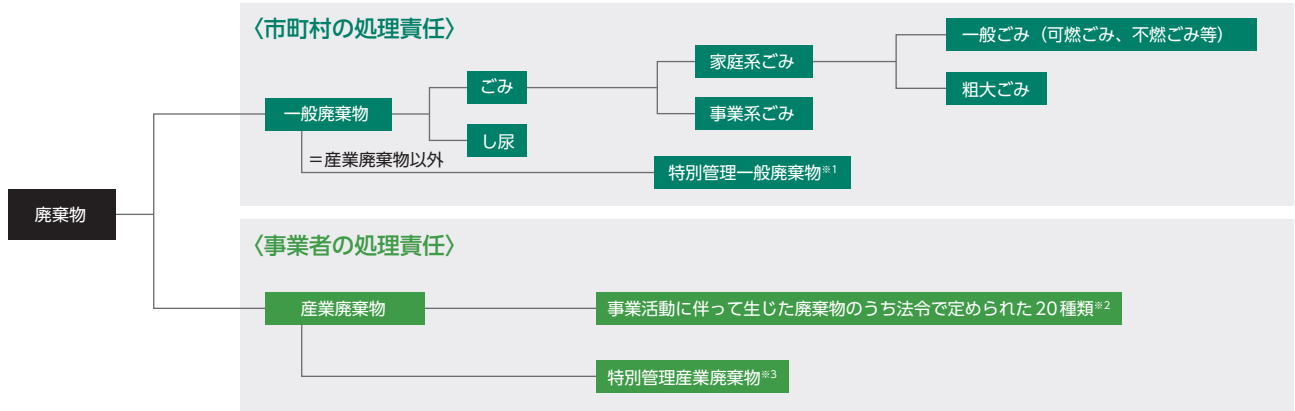 〈市町村の処理責任〉
一般ごみ（可燃ごみ、不燃ごみ等）
家庭系ごみ
ごみ
粗大ごみ
一般廃棄物
事業系ごみ
し尿
＝産業廃棄物以外
特別管理一般廃棄物※1
廃棄物
〈事業者の処理責任〉
産業廃棄物
事業活動に伴って生じた廃棄物のうち法令で定められた20種類※2
特別管理産業廃棄物※3